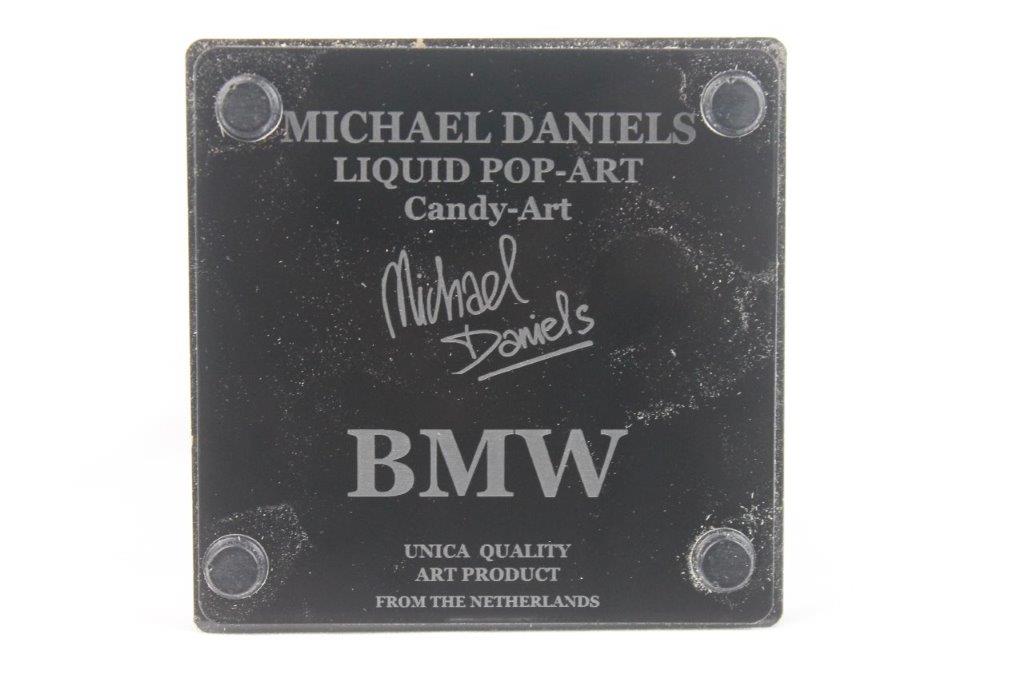 MICHAEL DANIELS
LIQUID POP-ART
Candy-Art
Michael
Daniels
BMW
UNICA QUALITY
ART PRODUCT
FROM THE NETHERLANDS